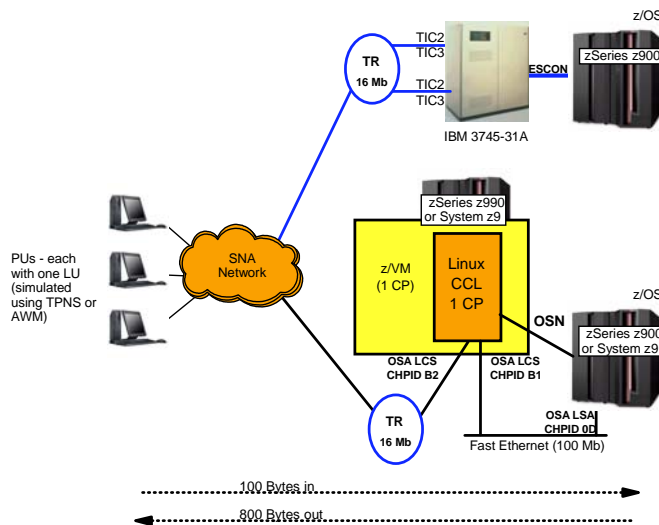 z/OS
TIC2
TIC3
TR
16 Mb
TIC2
TIC3
ESCON
zSeries z900
IBM 3745-31A
zSeries z990
or System z9
PUs - each
with one LU
(simulated
using TPNS or
AWM)
SNA
Network
z/VM
(1 CP)
Linux
CCL
1 CP
z/OS
OSN
zSeries z900
or System z9
OSA LCS
CHPID B2
OSA LCS
CHPID B1
TR
16 Mb
OSA LSA
CHPID 0D
Fast Ethernet (100 Mb)
100 Bytes in
800 Bytes out